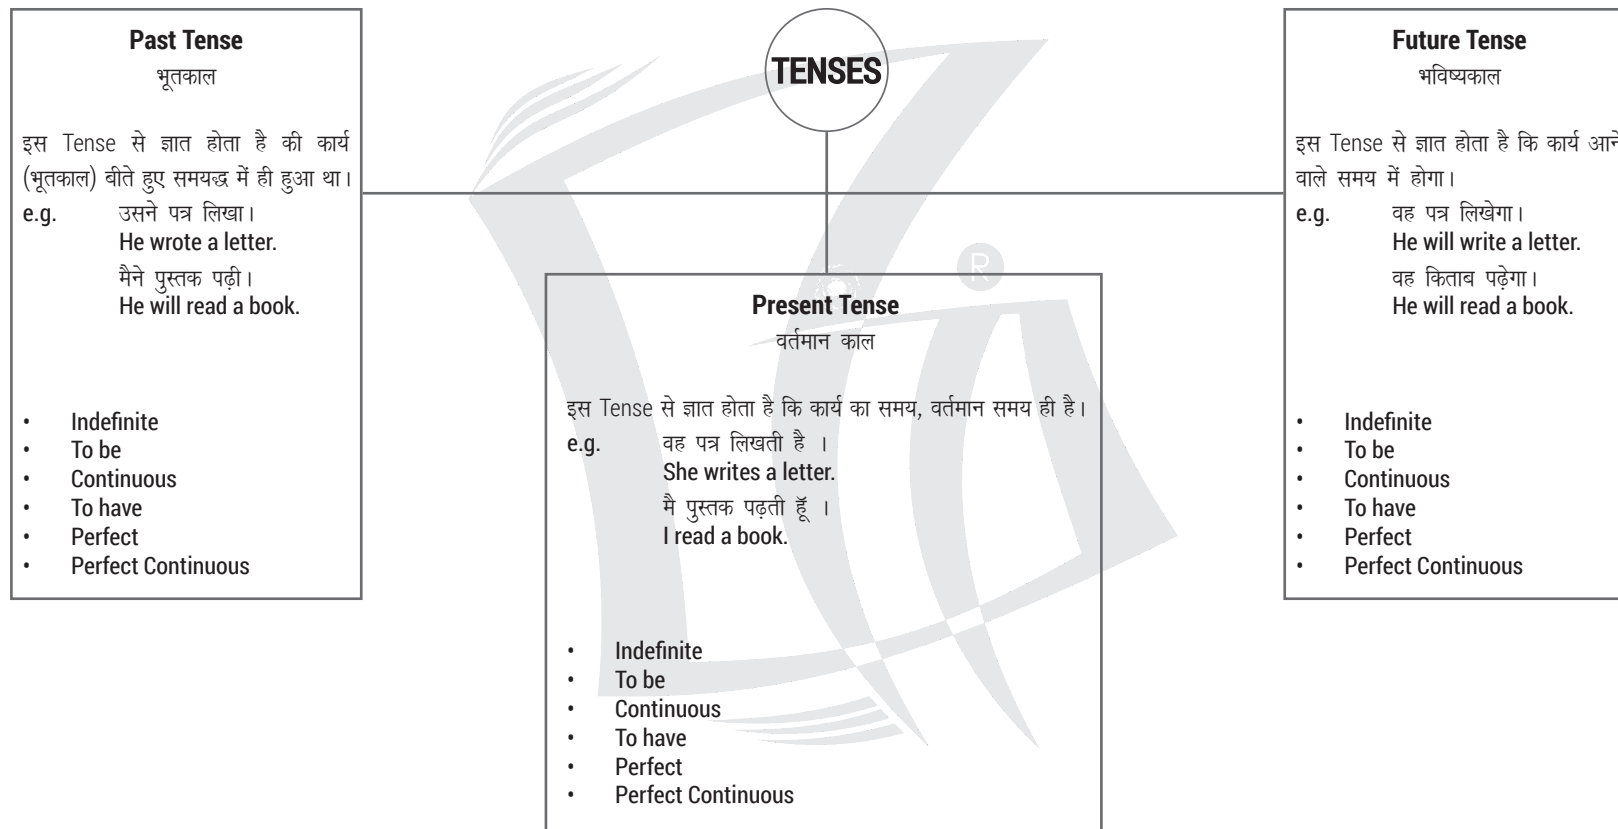 TENSES
Past Tense
भूतकाल
इस Tense से ज्ञात होता है की कार्य
(भूतकाल) बीते हुए समयद्ध में ही हुआ था।
e.g. उसने पत्र लिखा।
He wrote a letter.
मैने पुस्तक पढ़ी।
He will read a book.
• Indefinite
• To be
• Continuous
• To have
• Perfect
• Perfect Continuous
Present Tense
वर्तमान काल
इस Tense से ज्ञात होता है कि कार्य का समय, वर्तमान समय ही है।
e.g. वह पत्र लिखती है ।
She writes a letter.
मै पुस्तक पढ़ती हूॅ ।
I read a book.
• Indefinite
• To be
• Continuous
• To have
• Perfect
• Perfect Continuous
Future Tense
भविष्यकाल
इस Tense से ज्ञात होता है कि कार्य आने
वाले समय में होगा।
e.g. वह पत्र लिखेगा।
He will write a letter.
वह किताब पढ़ेगा।
He will read a book.
• Indefinite
• To be
• Continuous
• To have
• Perfect
• Perfect Continuous
®